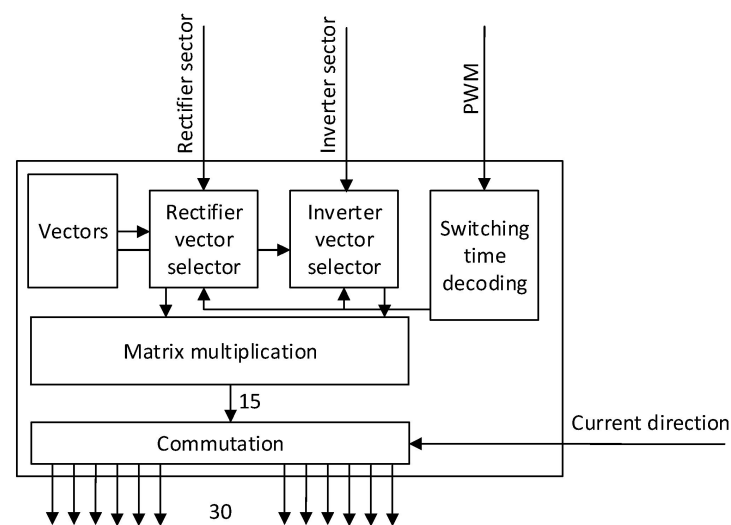 Rectifier sector
Inverter sector
PWM
Vectors
Rectifier
vector
selector
Inverter
vector
selector
Switching
time
decoding
Matrix multiplication
15
Current direction
Commutation
30